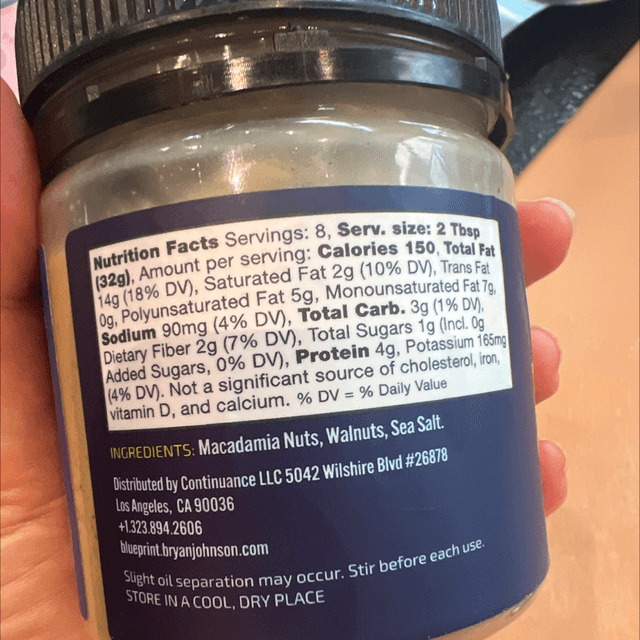 Nutrition Facts Servings: 8, Serv. size: 2 Tbsp
(32g), Amount per serving: Calories 150, Total Fat
14g (18% DV), Saturated Fat 2g (10% DV), Trans Fat
0g, Polyunsaturated Fat 5g, Monounsaturated Fat 7g,
Sodium 90mg (4% DV), Total Carb. 3g (1% DV),
Dietary Fiber 2g (7% DV), Total Sugars 1g (Incl. 0g
Added Sugars, 0% DV), Protein 4g, Potassium 165mg
(4% DV). Not a significant source of cholesterol, iron,
vitamin D, and calcium. % DV = % Daily Value
INGREDIENTS: Macadamia Nuts, Walnuts, Sea Salt.
Distributed by Continuance LLC 5042 Wilshire Blvd #26878
Los Angeles, CA 90036
+1.323.894.2606
blueprint.bryanjohnson.com
Slight oil separation may occur. Stir before each use.
STORE IN A COOL, DRY PLACE